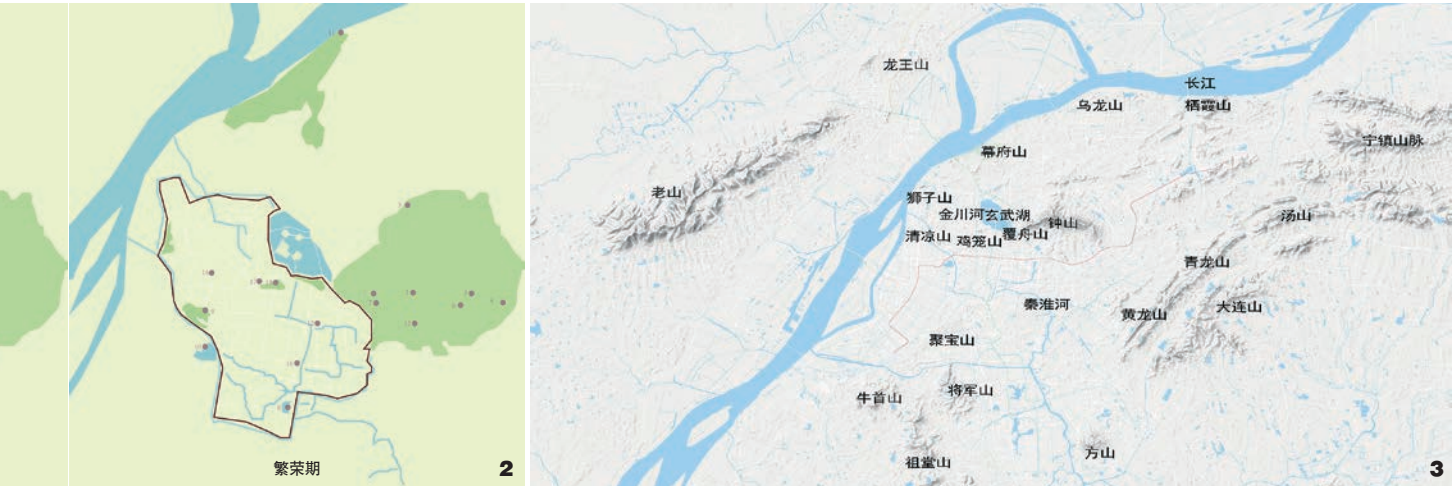 繁荣期
2
龙王山
长江
乌龙山
栖霞山
宁镇山脉
幕府山
老山
狮子山
金川河
玄武湖
钟山
汤山
清凉山
鸡笼山
覆舟山
青龙山
秦淮河
黄龙山
大连山
聚宝山
牛首山
将军山
祖堂山
方山
3